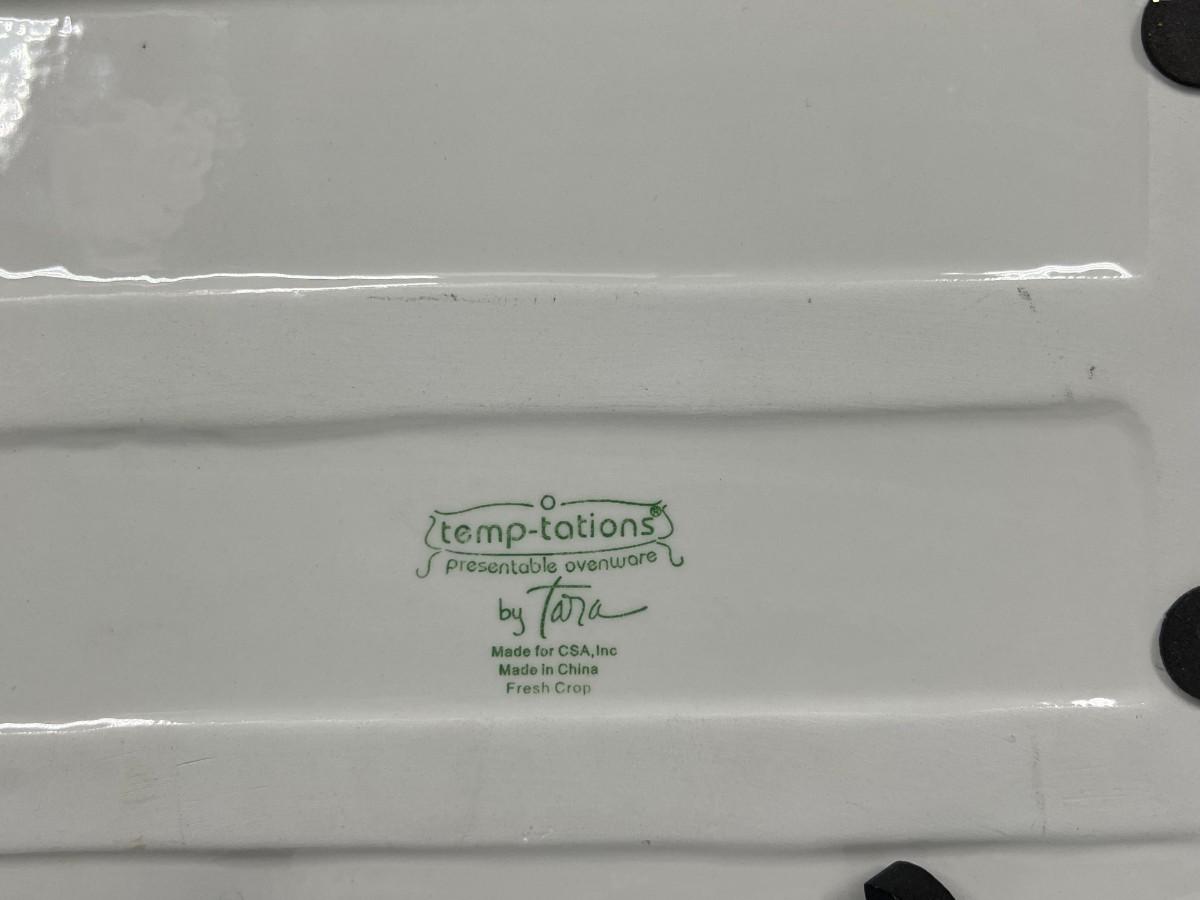 temp-tations®
presentable ovenware
by Tara
Made for CSA,Inc
Made in China
Fresh Crop